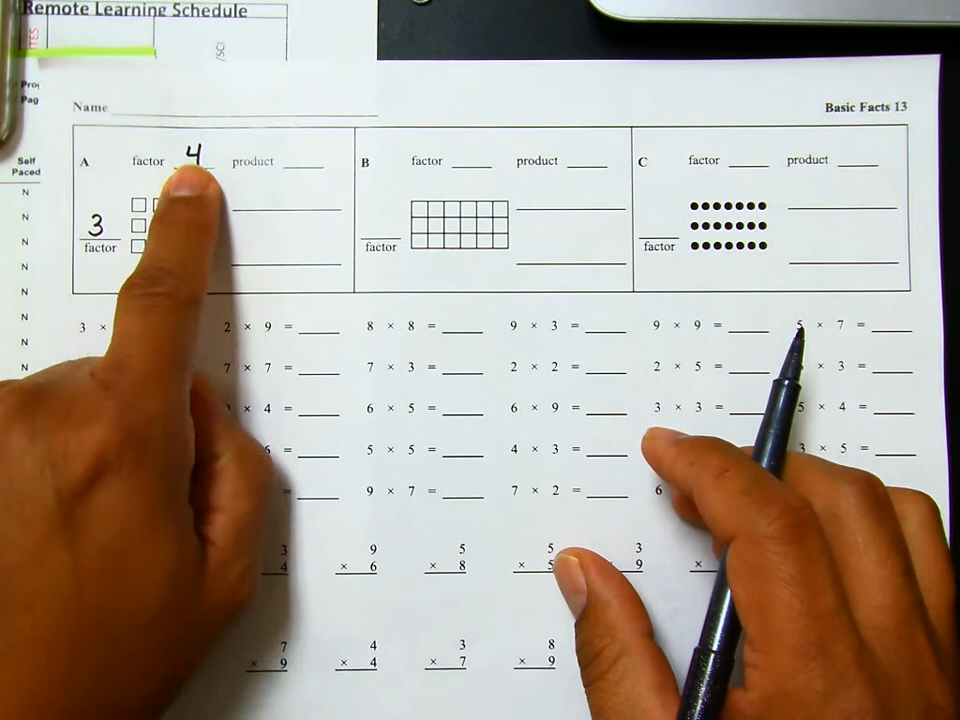 Remote Learning Schedule
/SCI
Self
Paced
N
N
N
N
N
N
N
Name Basic Facts 13
A factor 4 product
3
factor
B factor product
factor
C factor product
factor
3 ×
2 × 9 =
8 × 8 =
9 × 3 =
9 × 9 =
5 × 7 =
7 × 7 =
7 × 3 =
2 × 2 =
2 × 5 =
× 3 =
× 4 =
6 × 5 =
6 × 9 =
3 × 3 =
5 × 4 =
=
5 × 5 =
4 × 3 =
3 × 5 =
=
9 × 7 =
7 × 2 =
6
3 9 5 5 3
4 × 6 × 8 × 5 9 ×
7 4 3 8
× 9 × 4 × 7 × 9